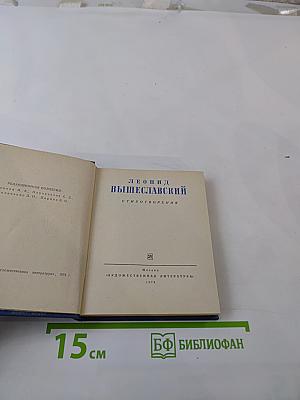 ЛЕОНИД
ВЫШЕСЛАВСКИЙ
СТИХОТВОРЕНИЯ
Москва
«ХУДОЖЕСТВЕННАЯ ЛИТЕРАТУРА»
15 см
БФ БИБЛИОФАН